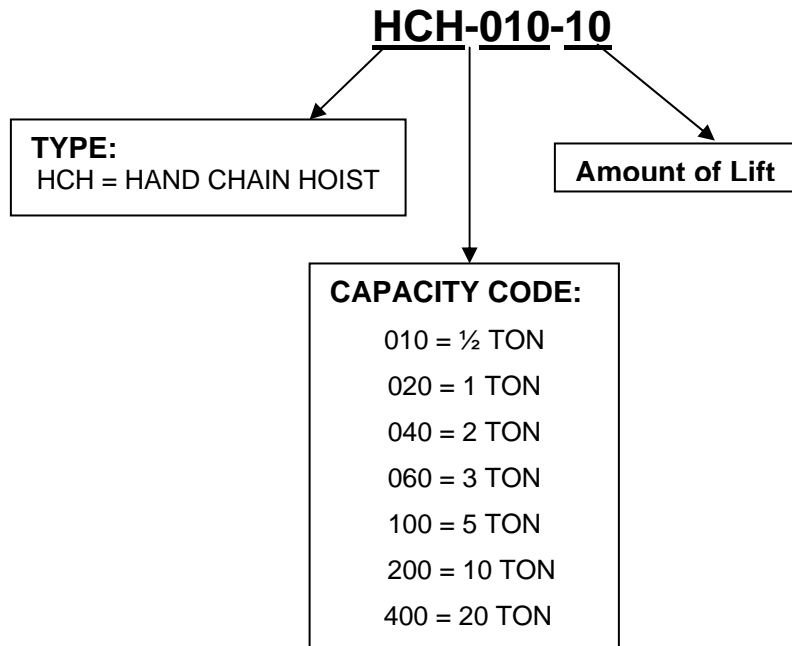 HCH-010-10
TYPE:
HCH = HAND CHAIN HOIST
Amount of Lift
CAPACITY CODE:
010 = ½ TON
020 = 1 TON
040 = 2 TON
060 = 3 TON
100 = 5 TON
200 = 10 TON
400 = 20 TON